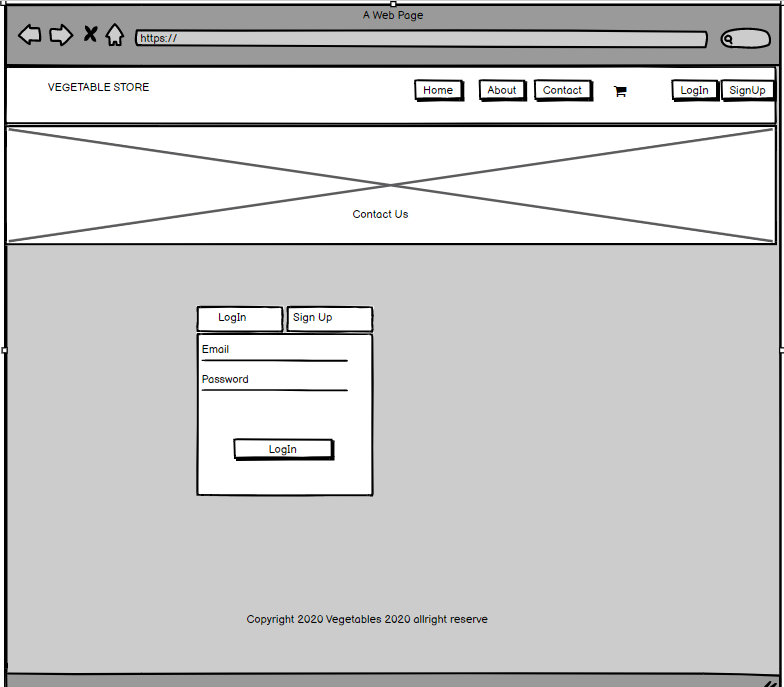 A Web Page
https://
VEGETABLE STORE Home About Contact LogIn SignUp
Contact Us
LogIn Sign Up
Email
Password
LogIn
Copyright 2020 Vegetables 2020 allright reserve